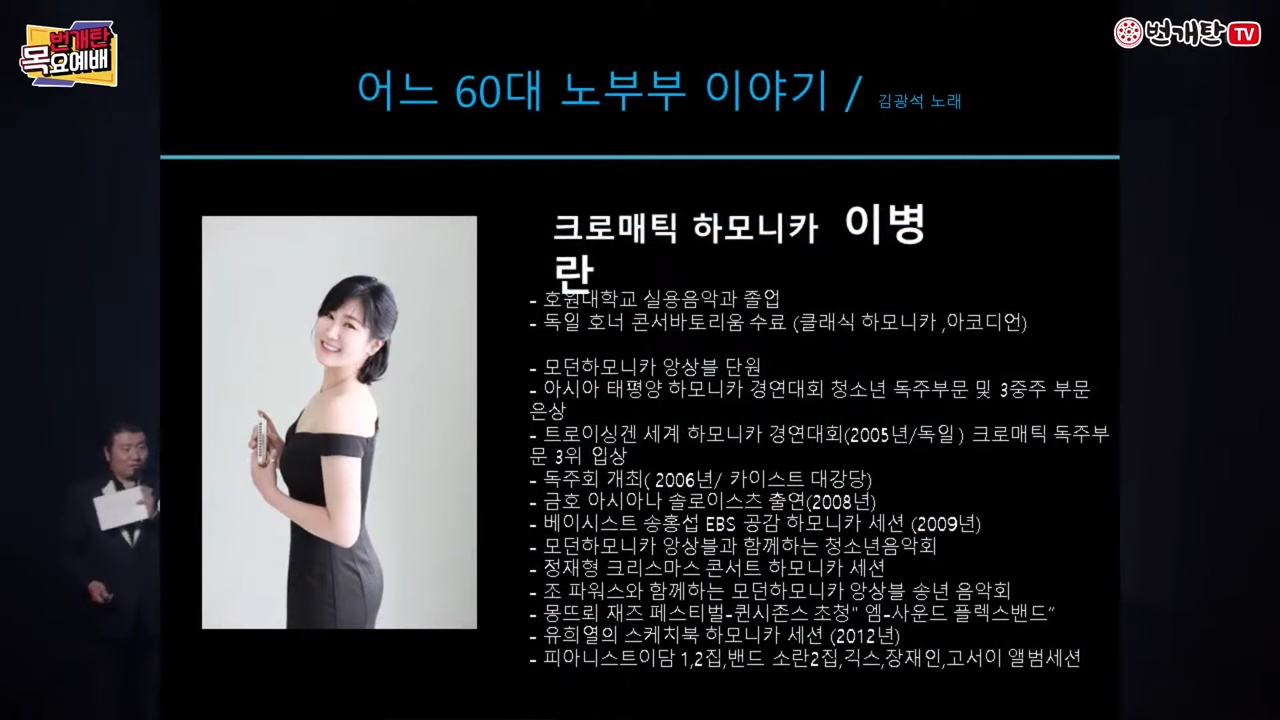 번개탄
목요예배
번개탄 TV
어느 60대 노부부 이야기 / 김광석 노래
크로매틱 하모니카 이병
란
- 호원대학교 실용음악과 졸업
- 독일 호너 콘서바토리움 수료 (클래식 하모니카 ,아코디언)
- 모던하모니카 앙상블 단원
- 아시아 태평양 하모니카 경연대회 청소년 독주부문 및 3중주 부문
은상
- 트로이싱겐 세계 하모니카 경연대회(2005년/독일) 크로매틱 독주부
문 3위 입상
- 독주회 개최( 2006년/ 카이스트 대강당)
- 금호 아시아나 솔로이스츠 출연(2008년)
- 베이시스트 송홍섭 EBS 공감 하모니카 세션 (2009년)
- 모던하모니카 앙상블과 함께하는 청소년음악회
- 정재형 크리스마스 콘서트 하모니카 세션
- 조 파워스와 함께하는 모던하모니카 앙상블 송년 음악회
- 몽뜨뢰 재즈 페스티벌-퀸시존스 초청" 엠-사운드 플렉스밴드"
- 유희열의 스케치북 하모니카 세션 (2012년)
- 피아니스트이담 1,2집,밴드 소란2집,긱스,장재인,고서이 앨범세션